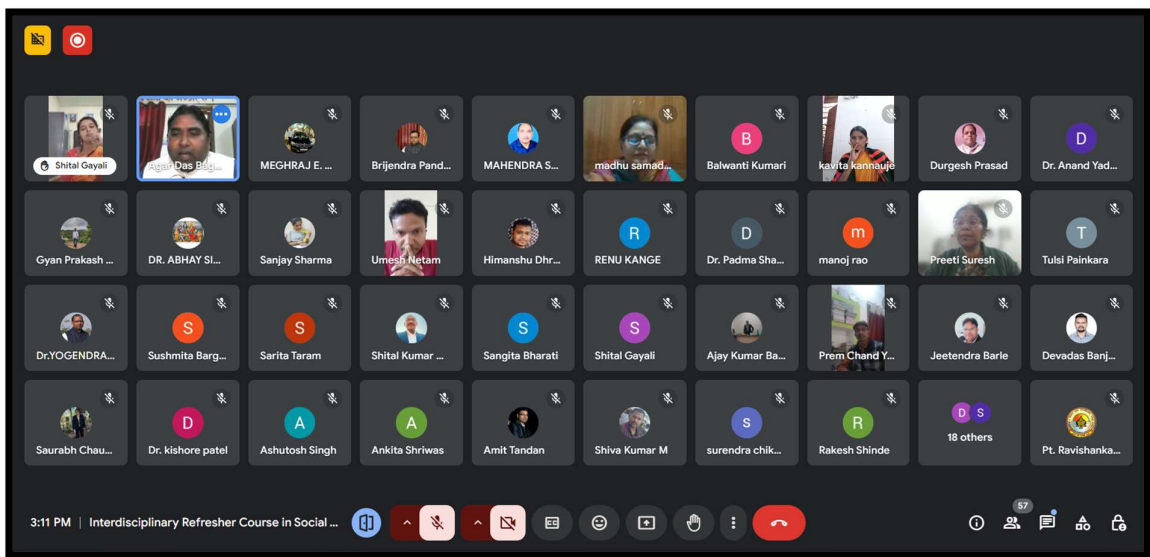 Shital Gayali
Agar Das Bag...
MEGHRAJ E. ...
Brijendra Pand...
MAHENDRA S...
madhu samad...
B
Balwanti Kumari
kavita kannauje
Durgesh Prasad
D
Dr. Anand Yad...
Gyan Prakash ...
DR. ABHAY SI...
Sanjay Sharma
Umesh Netam
Himanshu Dhr...
R
RENU KANGE
D
Dr. Padma Sha...
m
manoj rao
Preeti Suresh
T
Tulsi Painkara
Dr.YOGENDRA...
S
Sushmita Barg...
S
Sarita Taram
Shital Kumar ...
S
Sangita Bharati
S
Shital Gayali
Ajay Kumar Ba...
Prem Chand Y...
Jeetendra Barle
Devadas Banj...
Saurabh Chau...
D
Dr. kishore patel
A
Ashutosh Singh
A
Ankita Shriwas
Amit Tandan
Shiva Kumar M
s
surendra chik...
R
Rakesh Shinde
D S
18 others
Pt. Ravishanka...
3:11 PM | Interdisciplinary Refresher Course in Social ...
CC
57